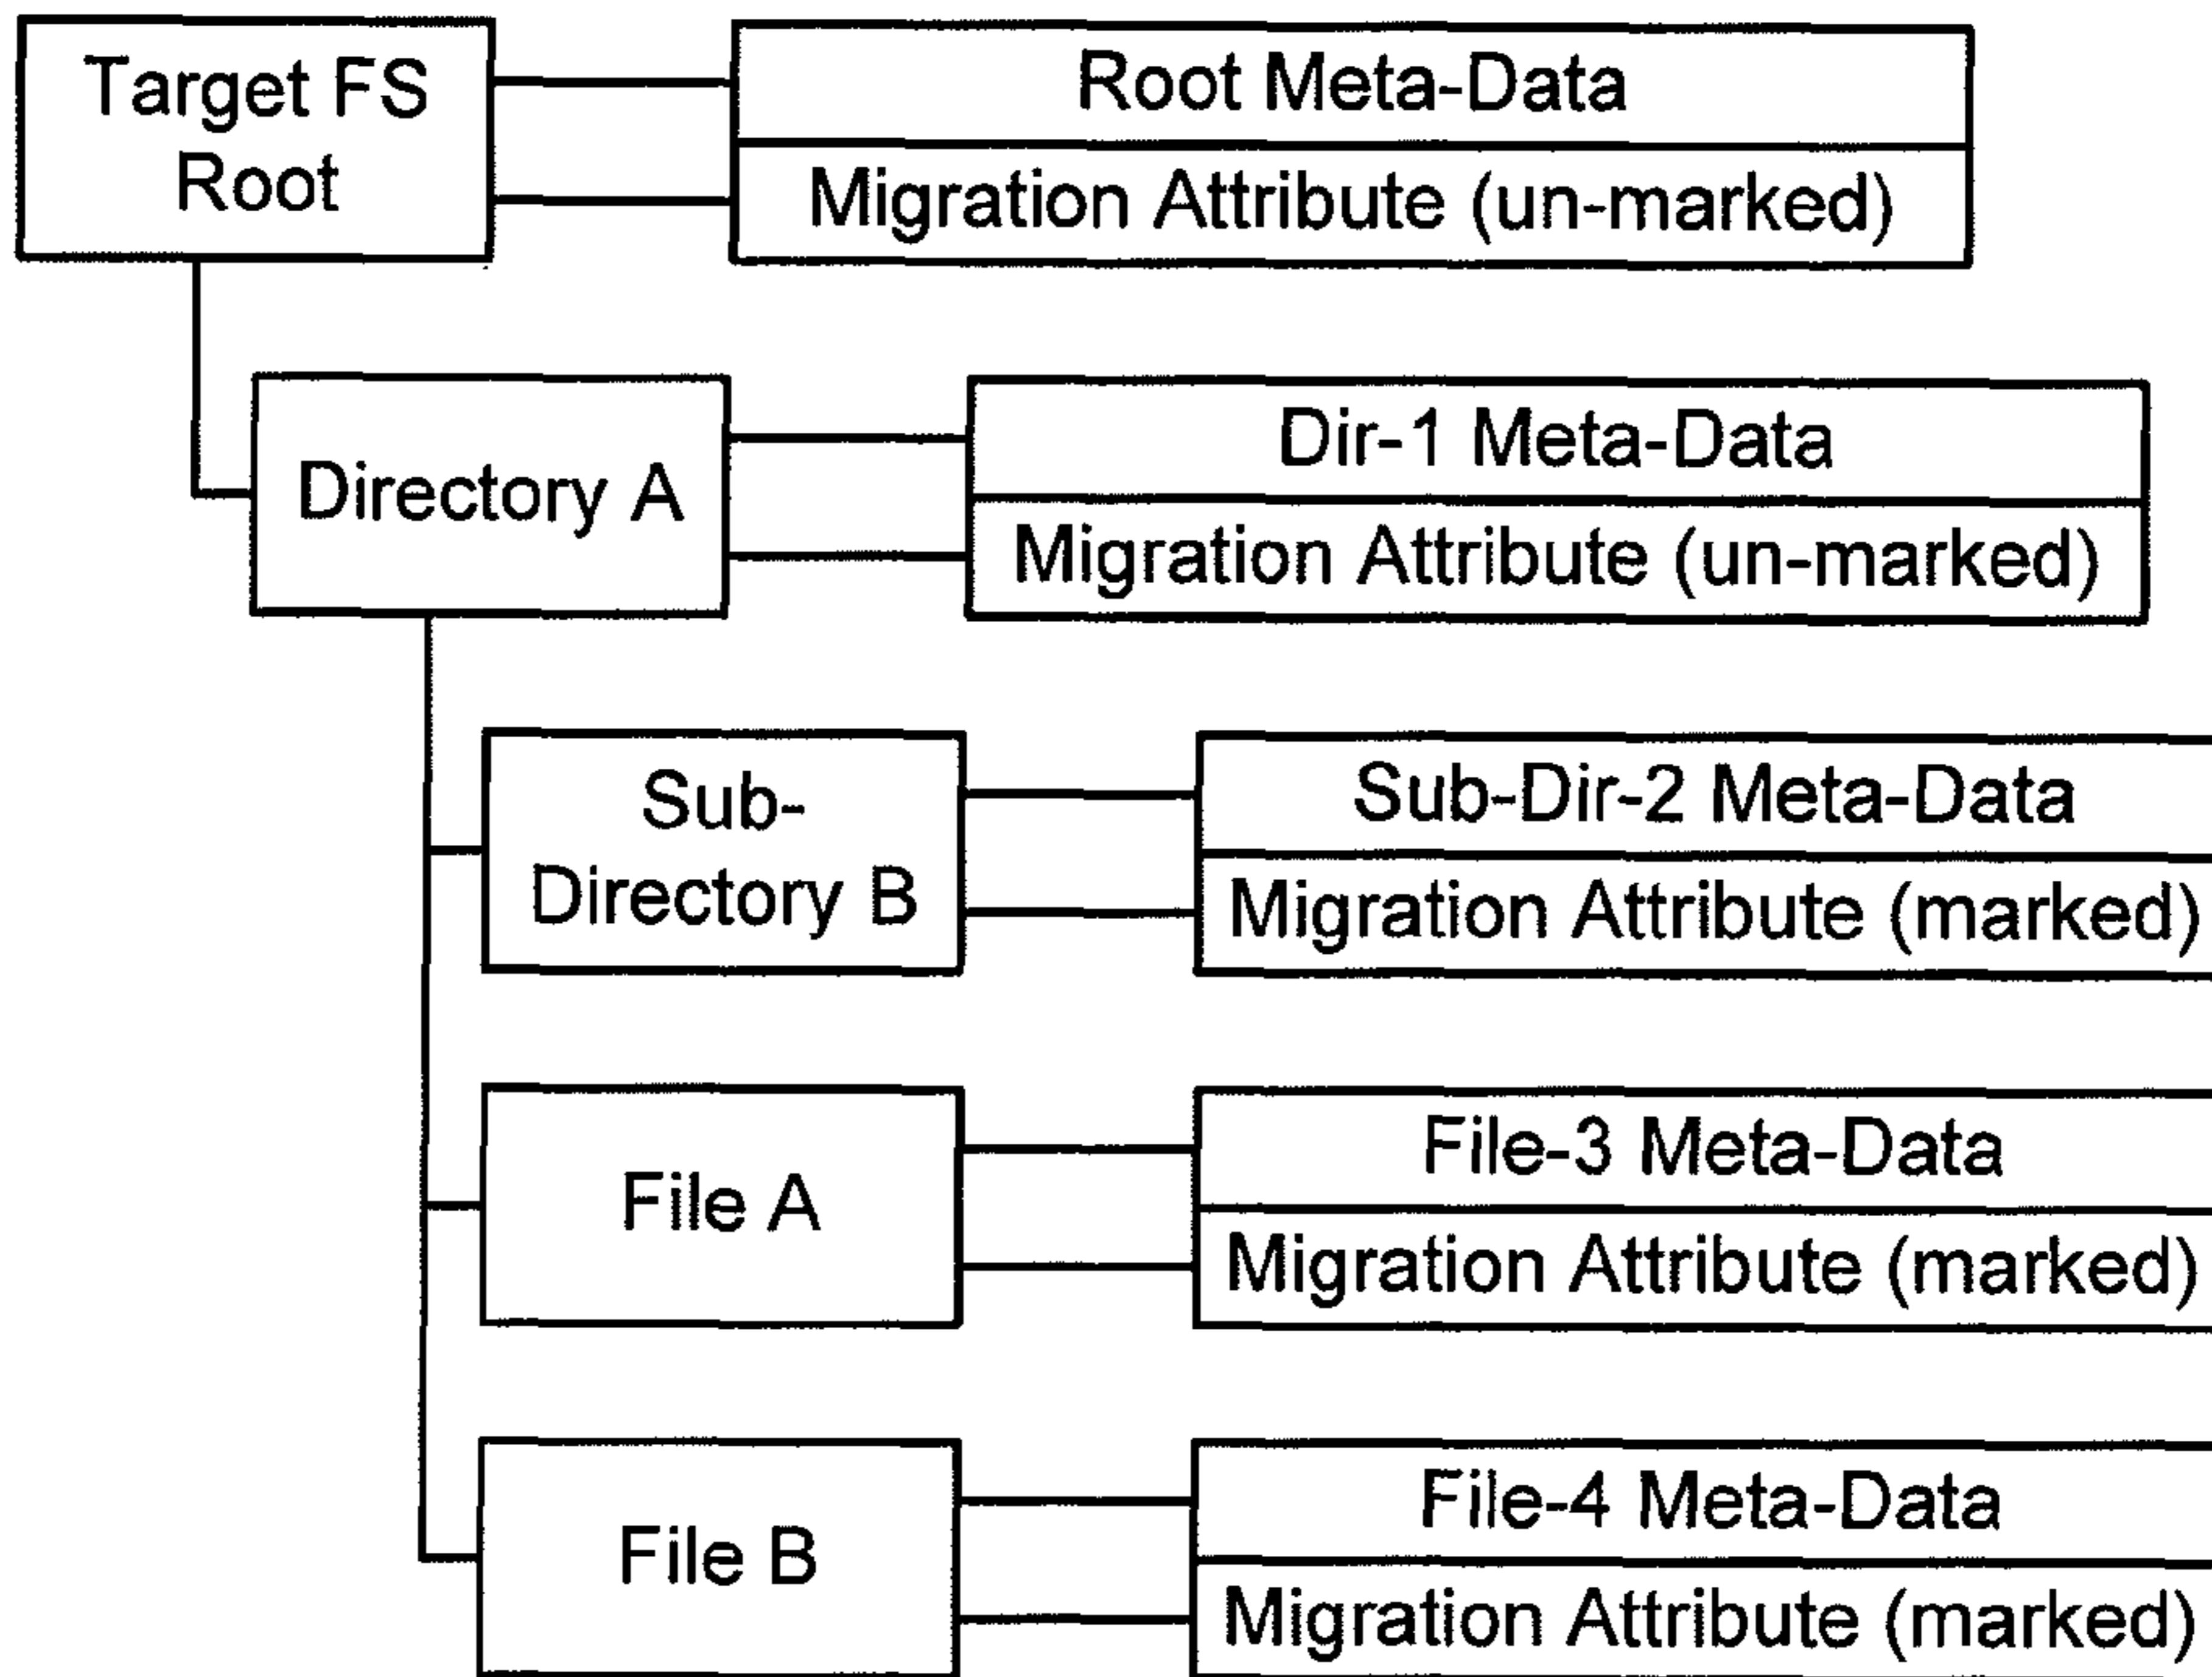 Target FS
Root
Root Meta-Data
Migration Attribute (un-marked)
Directory A
Dir-1 Meta-Data
Migration Attribute (un-marked)
Sub-
Directory B
Sub-Dir-2 Meta-Data
Migration Attribute (marked)
File A
File-3 Meta-Data
Migration Attribute (marked)
File B
File-4 Meta-Data
Migration Attribute (marked)